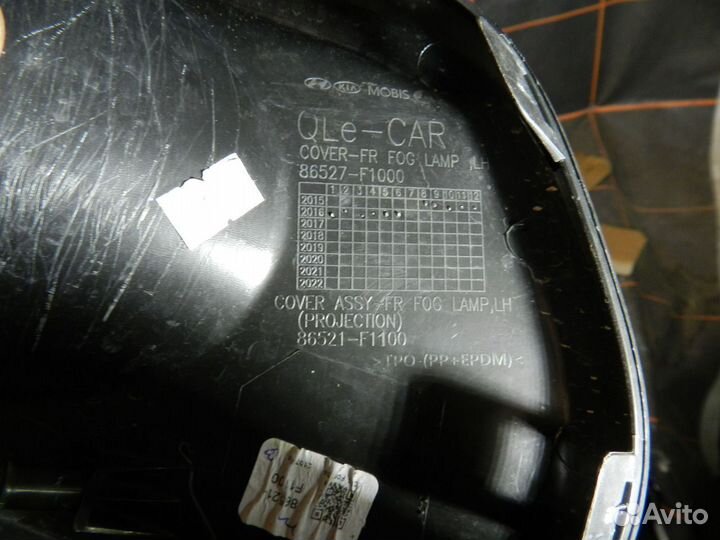 KIA MOBIS
QLe-CAR
COVER-FR FOG LAMP ,LH
86527-F1000
1 2 3 4 5 6 7 8 9 10 11 12
2015
2016
2017
2018
2019
2020
2021
2022
COVER ASSY-FR FOG LAMP,LH
(PROJECTION)
86521-F1100
>TPO-(PP+EPDM)<
86521-
F1100
Avito